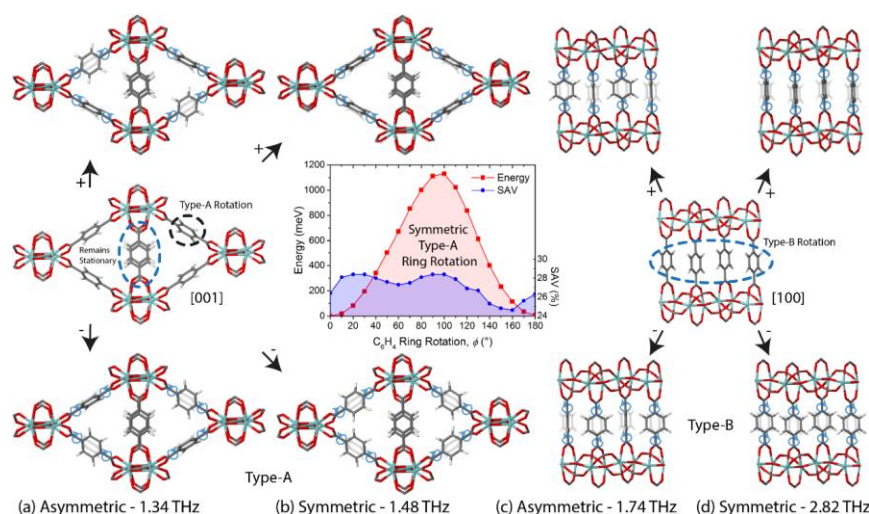 +
+
+
+
Type-A Rotation
Remains
Stationary
[001]
Energy (meV)
1200
1000
800
600
400
200
0
Energy
SAV
Symmetric
Type-A
Ring Rotation
30
28
26
24
SAV (%)
0 20 40 60 80 100 120 140 160 180
C₆H₄ Ring Rotation, ϕ (°)
Type-B Rotation
[100]
-
-
-
-
Type-A
Type-B
(a) Asymmetric - 1.34 THz
(b) Symmetric - 1.48 THz
(c) Asymmetric - 1.74 THz
(d) Symmetric - 2.82 THz